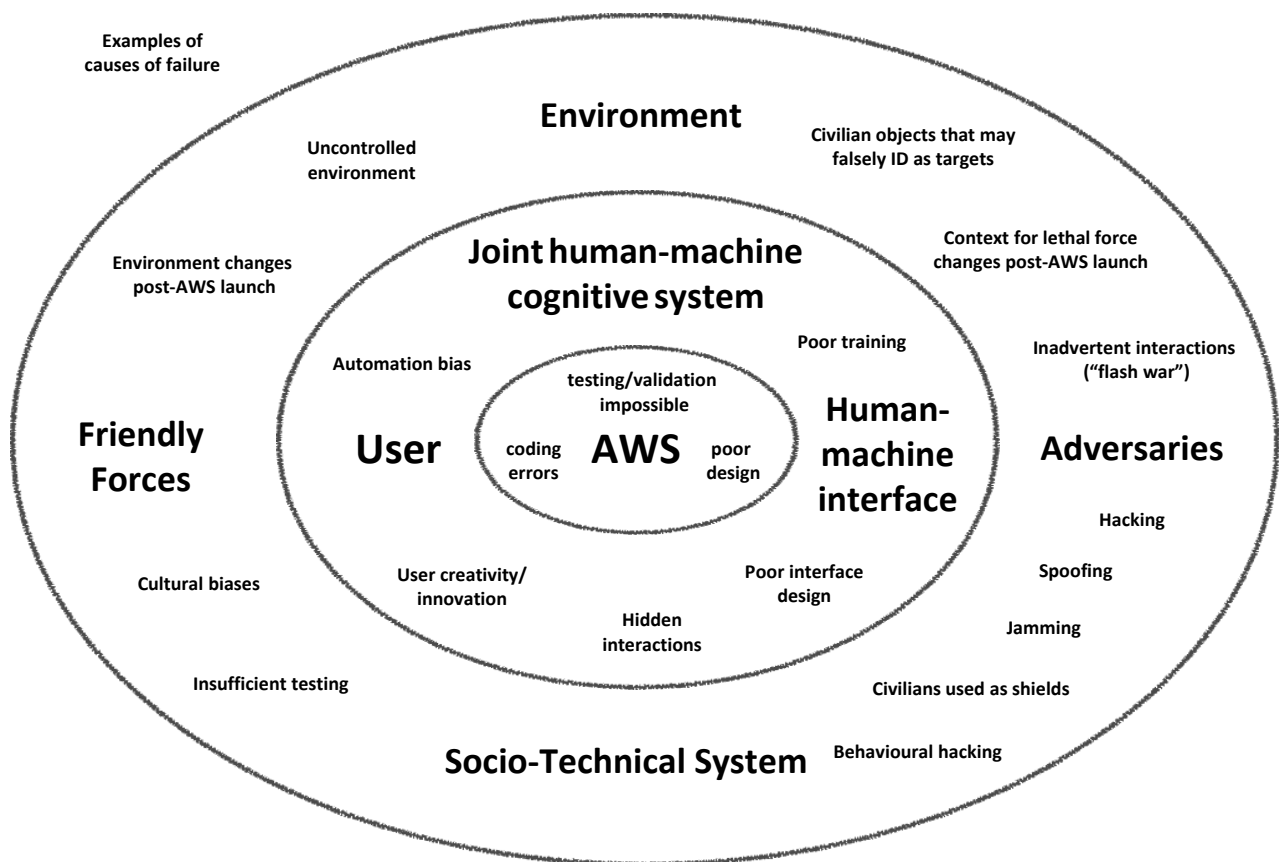 Examples of
causes of failure
Environment
Uncontrolled
environment
Civilian objects that may
falsely ID as targets
Environment changes
post-AWS launch
Joint human-machine
cognitive system
Context for lethal force
changes post-AWS launch
Automation bias
Poor training
Inadvertent interactions
(“flash war”)
testing/validation
impossible
Friendly
Forces
User
coding
errors
AWS
poor
design
Human-
machine
interface
Adversaries
Hacking
Cultural biases
User creativity/
innovation
Poor interface
design
Spoofing
Hidden
interactions
Jamming
Insufficient testing
Civilians used as shields
Socio-Technical System
Behavioural hacking